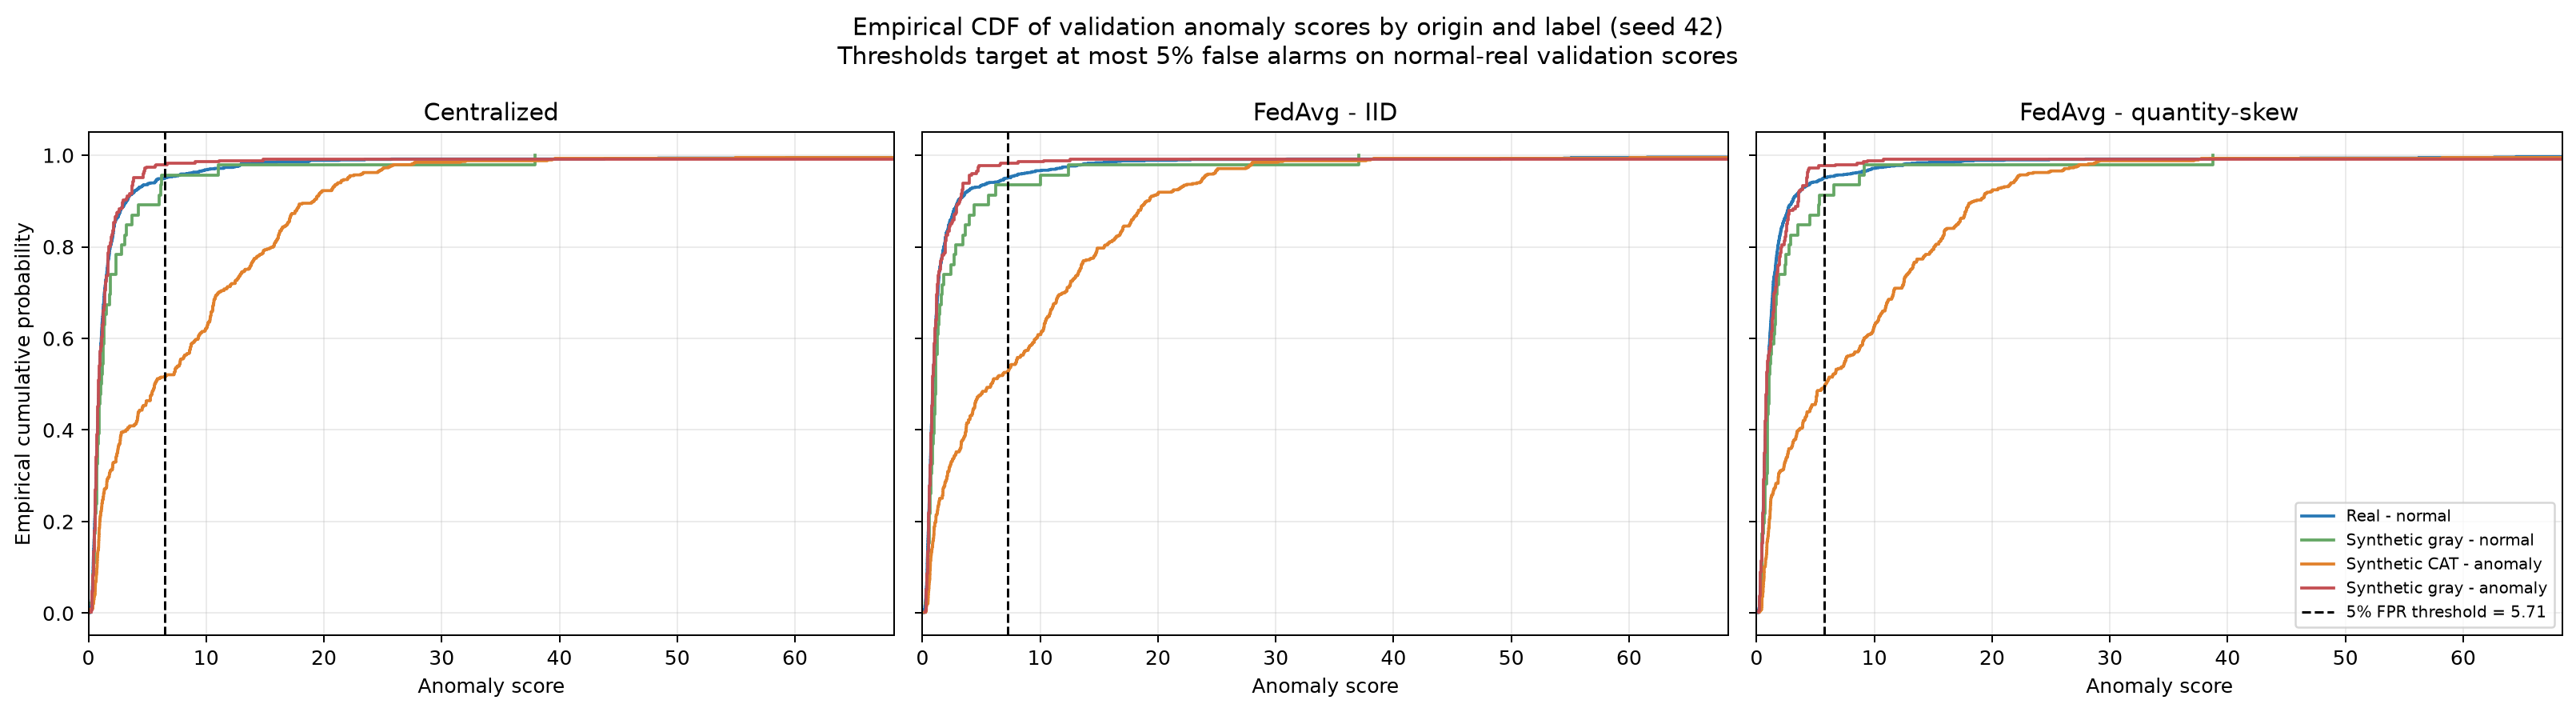 Empirical CDF of validation anomaly scores by origin and label (seed 42)
Thresholds target at most 5% false alarms on normal-real validation scores
Centralized
FedAvg - IID
FedAvg - quantity-skew
Empirical cumulative probability
1.0
0.8
0.6
0.4
0.2
0.0
0 10 20 30 40 50 60
Anomaly score
0 10 20 30 40 50 60
Anomaly score
0 10 20 30 40 50 60
Anomaly score
Real - normal
Synthetic gray - normal
Synthetic CAT - anomaly
Synthetic gray - anomaly
5% FPR threshold = 5.71